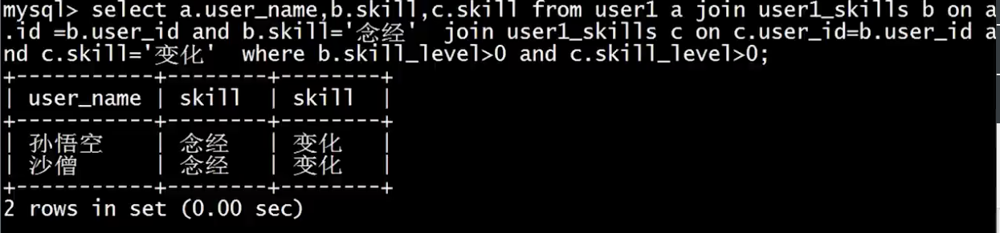 mysql> select a.user_name,b.skill,c.skill from user1 a join user1_skills b on a
.id =b.user_id and b.skill='念经'  join user1_skills c on c.user_id=b.user_id a
nd c.skill='变化'  where b.skill_level>0 and c.skill_level>0;
+-----------+--------+--------+
| user_name | skill  | skill  |
+-----------+--------+--------+
| 孙悟空    | 念经   | 变化   |
| 沙僧      | 念经   | 变化   |
+-----------+--------+--------+
2 rows in set (0.00 sec)